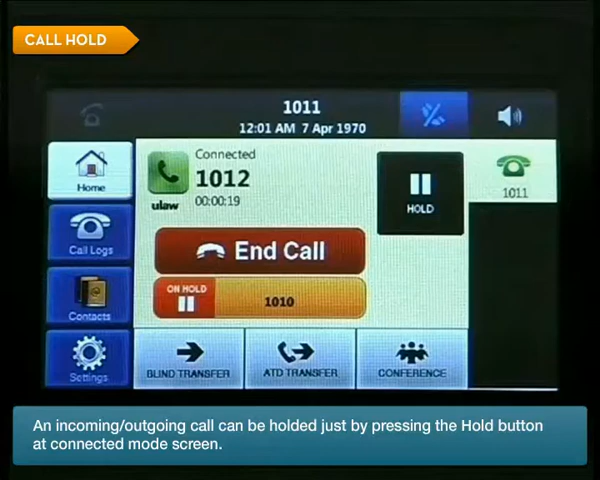 CALL HOLD
1011
12:01 AM 7 Apr 1970
Home
Connected
1012
ulaw
00:00:19
HOLD
1011
Call Logs
End Call
Contacts
ON HOLD
1010
Settings
BLIND TRANSFER
ATD TRANSFER
CONFERENCE
An incoming/outgoing call can be holded just by pressing the Hold button
at connected mode screen.